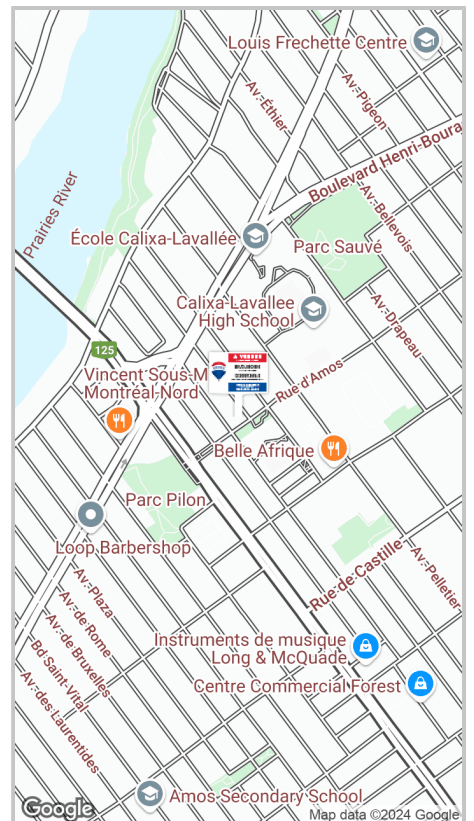 Louis Frechette Centre
Av. Éthier
Av. Pigeon
Boulevard Henri-Boura
Av. Bellevois
Prairies River
École Calixa-Lavallée
Parc Sauvé
Calixa Lavallee
High School
Av. Drapeau
125
A VENDRE
Vincent Sous-M
Montréal Nord
Rue d'Amos
Belle Afrique
Parc Pilon
Loop Barbershop
Rue de Castille
Av. Pelletier
Av. Plaza
Av. de Rome
Av. de Bruxelles
Bd Saint-Vital
Av. des Laurentides
Instruments de musique
Long & McQuade
Centre Commercial Forest
Amos Secondary School
Google
Map data ©2024 Google